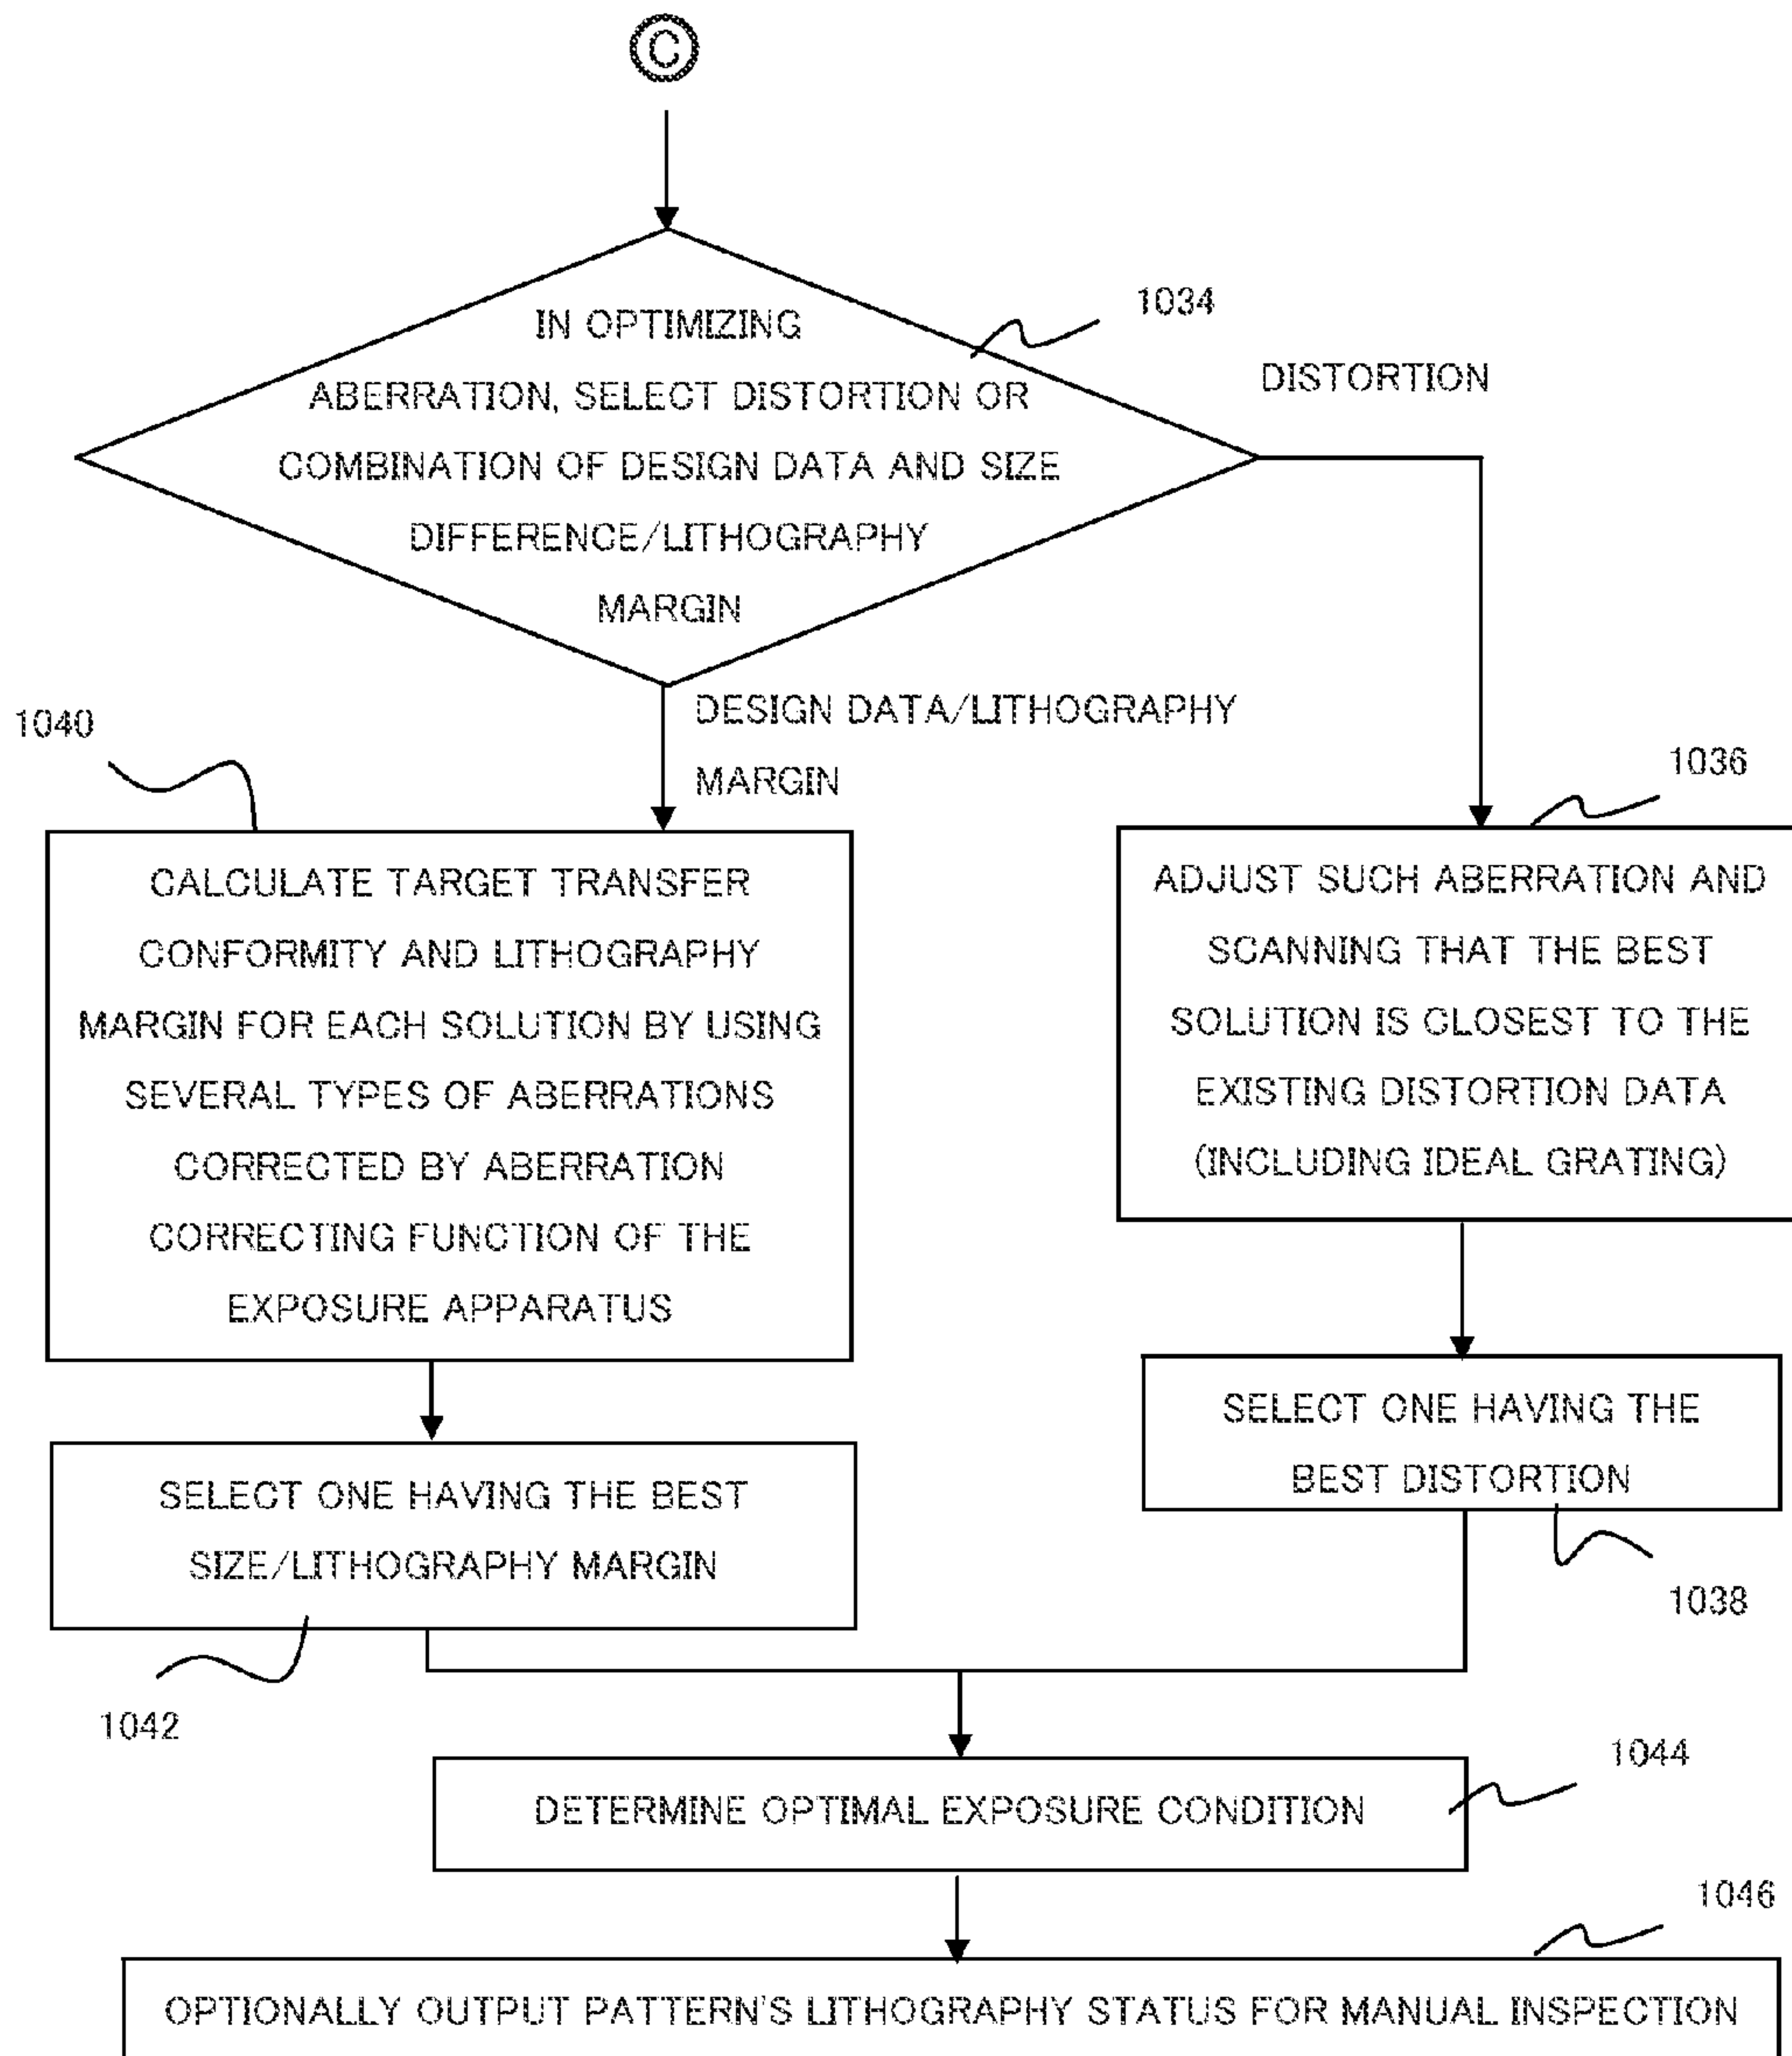 C
IN OPTIMIZING
ABERRATION, SELECT DISTORTION OR
COMBINATION OF DESIGN DATA AND SIZE
DIFFERENCE/LITHOGRAPHY
MARGIN
1034
DISTORTION
DESIGN DATA/LITHOGRAPHY
MARGIN
1040
CALCULATE TARGET TRANSFER
CONFORMITY AND LITHOGRAPHY
MARGIN FOR EACH SOLUTION BY USING
SEVERAL TYPES OF ABERRATIONS
CORRECTED BY ABERRATION
CORRECTING FUNCTION OF THE
EXPOSURE APPARATUS
1036
ADJUST SUCH ABERRATION AND
SCANNING THAT THE BEST
SOLUTION IS CLOSEST TO THE
EXISTING DISTORTION DATA
(INCLUDING IDEAL GRATING)
SELECT ONE HAVING THE BEST
SIZE/LITHOGRAPHY MARGIN
1042
SELECT ONE HAVING THE
BEST DISTORTION
1038
DETERMINE OPTIMAL EXPOSURE CONDITION
1044
1046
OPTIONALLY OUTPUT PATTERN'S LITHOGRAPHY STATUS FOR MANUAL INSPECTION